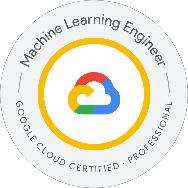 Machine Learning Engineer
GOOGLE CLOUD CERTIFIED · PROFESSIONAL